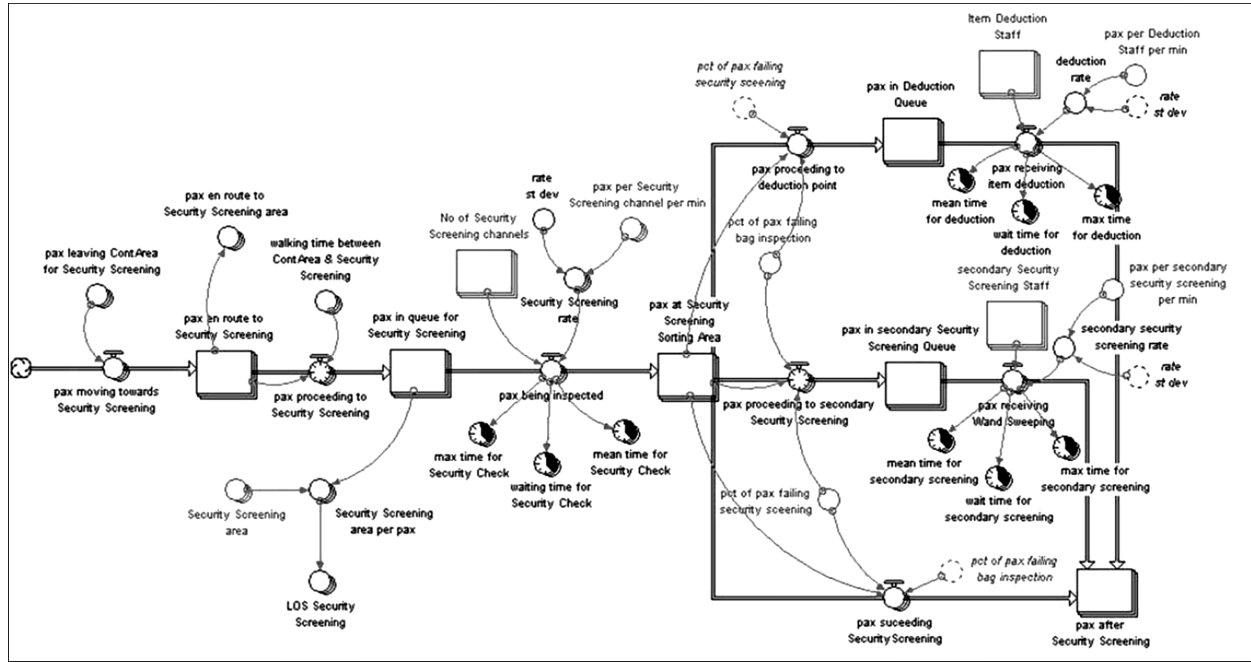 Item Deduction
Staff
pax per Deduction
Staff per min
deduction
rate
rate
st dev
pct of pax failing
security sceening
pax in Deduction
Queue
pax proceeding to
deduction point
pax receiving
item deduction
mean time
for deduction
wait time for
deduction
max time
for deduction
pax en route to
Security Screening area
rate
st dev
pax per Security
Screening channel per min
No of Security
Screening channels
pct of pax failing
bag inspection
pax leaving ContArea
for Security Screening
walking time between
ContArea & Security
Screening
Security Screening
rate
secondary Security
Screening Staff
pax per secondary
security screening
per min
pax en route to
Security Screening
pax in queue for
Security Screening
pax at Security
Screening
Sorting Area
pax in secondary Security
Screening Queue
secondary security
screening rate
rate
st dev
pax moving towards
Security Screening
pax proceeding to
Security Screening
pax being inspected
pax proceeding to secondary
Security Screening
pax receiving
Wand Sweeping
max time for
Security Check
mean time for
Security Check
waiting time for
Security Check
mean time for
secondary screening
max time for
secondary screening
wait time for
secondary screening
Security Screening
area
Security Screening
area per pax
pct of pax failing
security sceening
LOS Security
Screening
pct of pax failing
bag inspection
pax suceeding
SecurityScreening
pax after
Security Screening